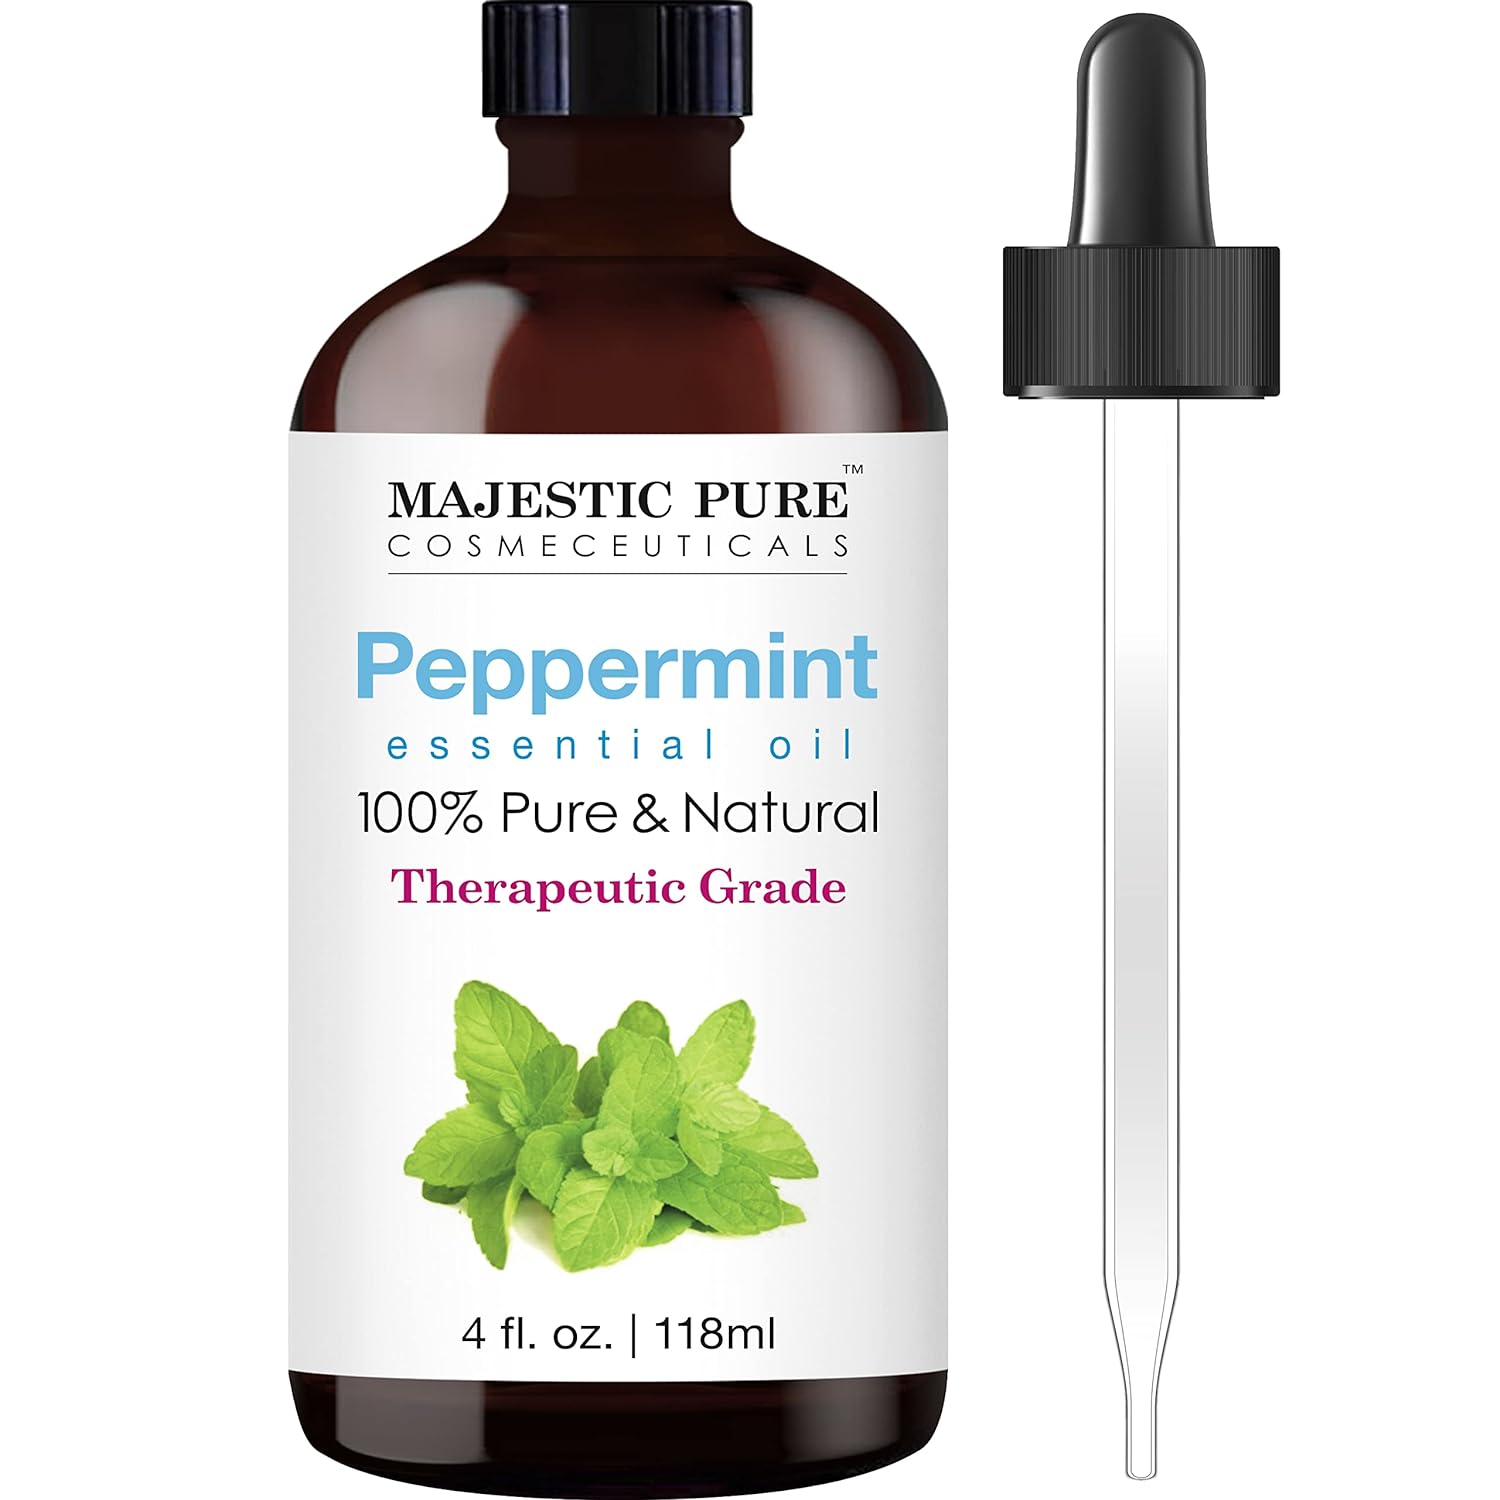 MAJESTIC PURE™
COSMECEUTICALS
Peppermint
essential oil
100% Pure & Natural
Therapeutic Grade
4 fl. oz. | 118ml